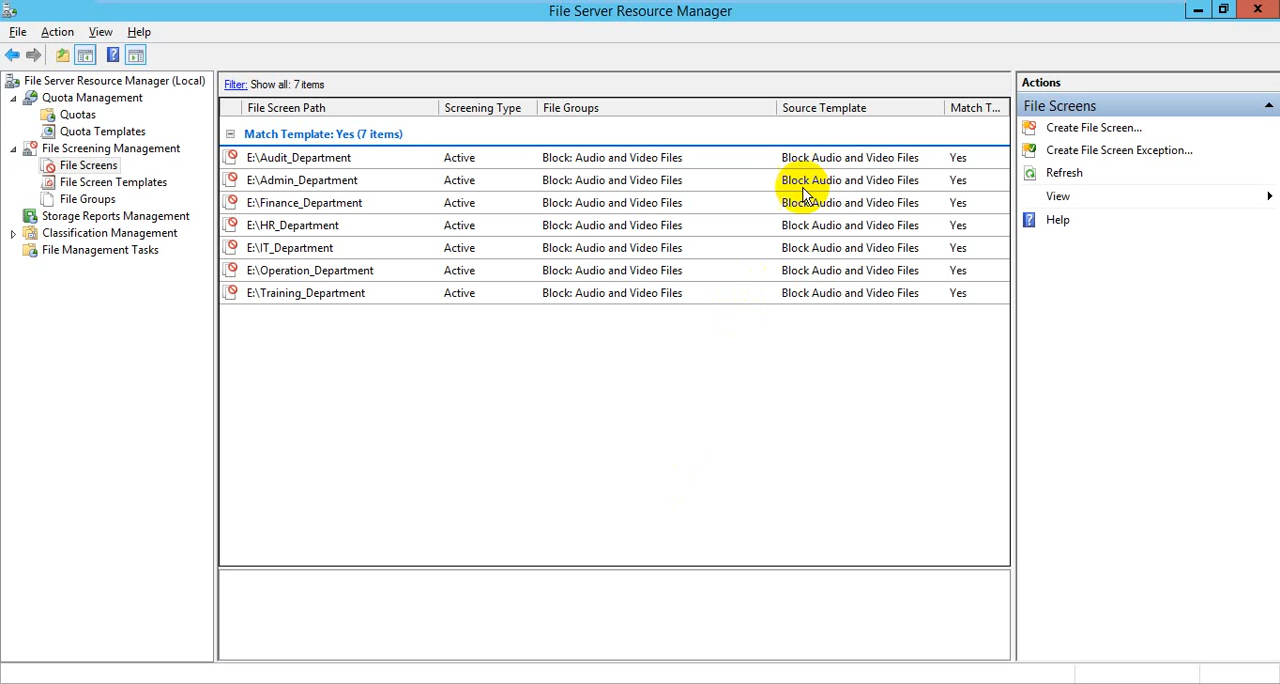 File Server Resource Manager
File Action View Help
File Server Resource Manager (Local)
Quota Management
Quotas
Quota Templates
File Screening Management
File Screens
File Screen Templates
File Groups
Storage Reports Management
Classification Management
File Management Tasks
Filter: Show all: 7 items
File Screen Path Screening Type File Groups Source Template Match T...
Match Template: Yes (7 items)
E:\Audit_Department Active Block: Audio and Video Files Block Audio and Video Files Yes
E:\Admin_Department Active Block: Audio and Video Files Block Audio and Video Files Yes
E:\Finance_Department Active Block: Audio and Video Files Block Audio and Video Files Yes
E:\HR_Department Active Block: Audio and Video Files Block Audio and Video Files Yes
E:\IT_Department Active Block: Audio and Video Files Block Audio and Video Files Yes
E:\Operation_Department Active Block: Audio and Video Files Block Audio and Video Files Yes
E:\Training_Department Active Block: Audio and Video Files Block Audio and Video Files Yes
Actions
File Screens
Create File Screen...
Create File Screen Exception...
Refresh
View
Help